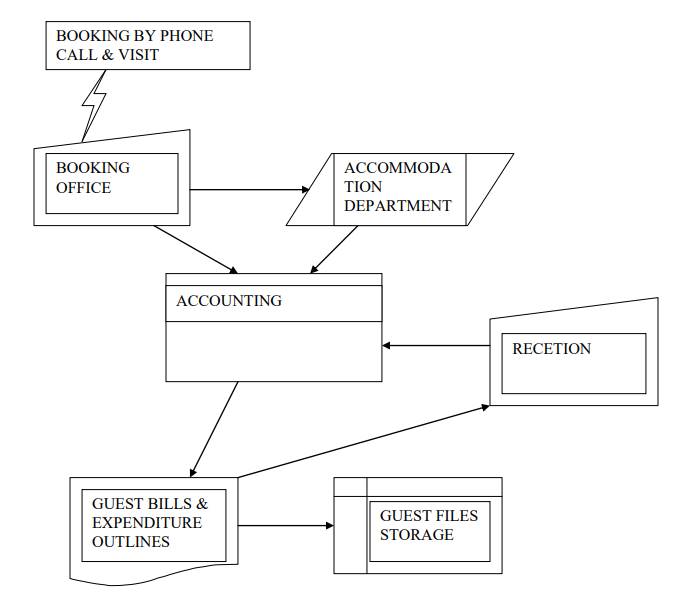 BOOKING BY PHONE
CALL & VISIT
BOOKING
OFFICE
ACCOMMODA
TION
DEPARTMENT
ACCOUNTING
RECETION
GUEST BILLS &
EXPENDITURE
OUTLINES
GUEST FILES
STORAGE